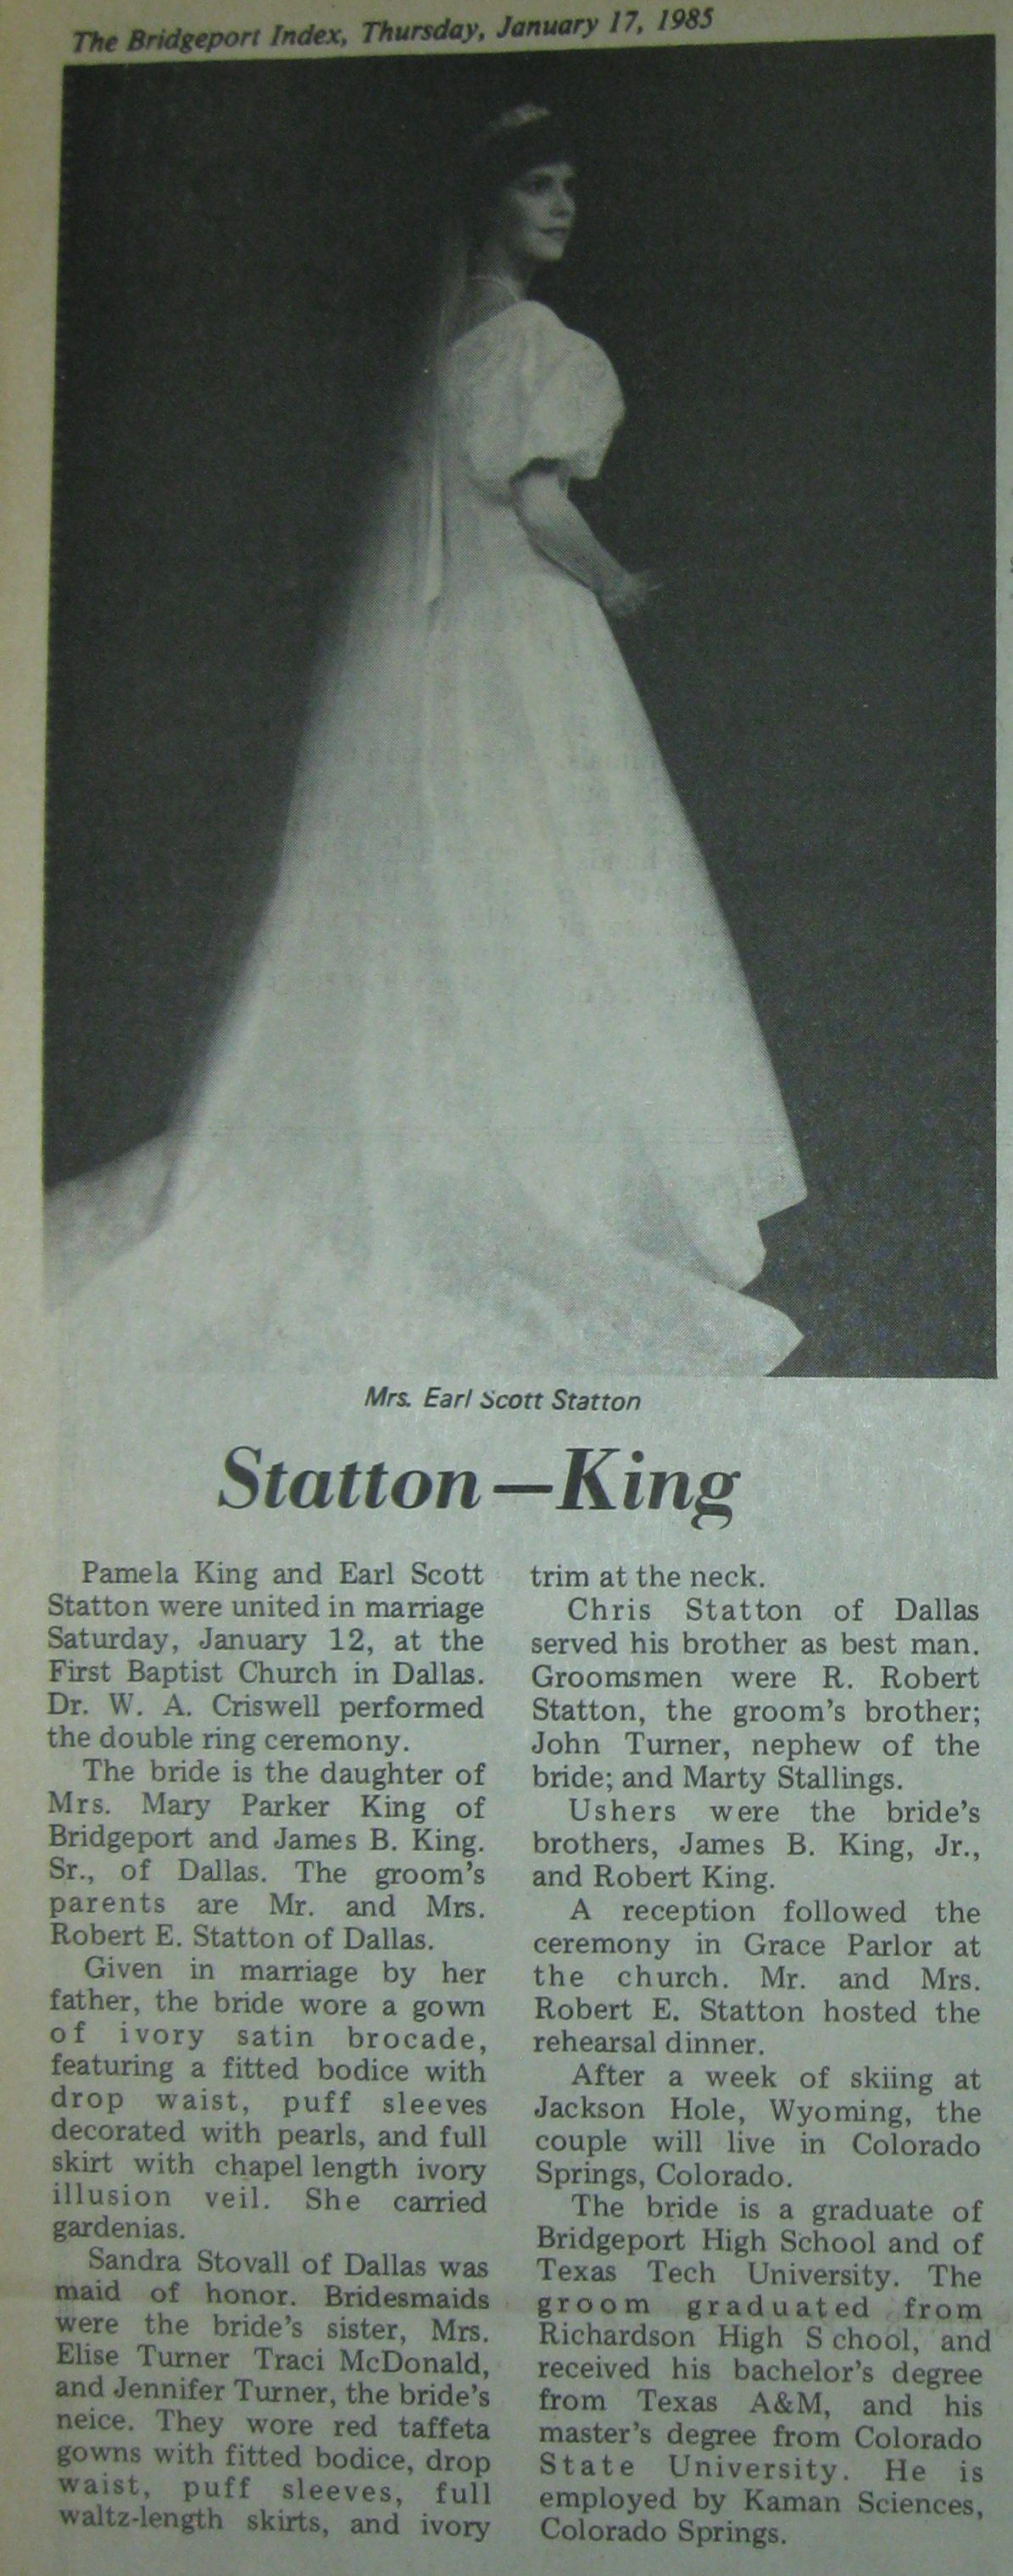 The Bridgeport Index, Thursday, January 17, 1985
Mrs. Earl Scott Statton
Statton—King
Pamela King and Earl Scott
Statton were united in marriage
Saturday, January 12, at the
First Baptist Church in Dallas.
Dr. W. A. Criswell performed
the double ring ceremony.
The bride is the daughter of
Mrs. Mary Parker King of
Bridgeport and James B. King.
Sr., of Dallas. The groom's
parents are Mr. and Mrs.
Robert E. Statton of Dallas.
Given in marriage by her
father, the bride wore a gown
of ivory satin brocade,
featuring a fitted bodice with
drop waist, puff sleeves
decorated with pearls, and full
skirt with chapel length ivory
illusion veil. She carried
gardenias.
Sandra Stovall of Dallas was
maid of honor. Bridesmaids
were the bride's sister, Mrs.
Elise Turner Traci McDonald,
and Jennifer Turner, the bride's
neice. They wore red taffeta
gowns with fitted bodice, drop
waist, puff sleeves, full
waltz-length skirts, and ivory
trim at the neck.
Chris Statton of Dallas
served his brother as best man.
Groomsmen were R. Robert
Statton, the groom's brother;
John Turner, nephew of the
bride; and Marty Stallings.
Ushers were the bride's
brothers, James B. King, Jr.,
and Robert King.
A reception followed the
ceremony in Grace Parlor at
the church. Mr. and Mrs.
Robert E. Statton hosted the
rehearsal dinner.
After a week of skiing at
Jackson Hole, Wyoming, the
couple will live in Colorado
Springs, Colorado.
The bride is a graduate of
Bridgeport High School and of
Texas Tech University. The
groom graduated from
Richardson High S chool, and
received his bachelor's degree
from Texas A&M, and his
master's degree from Colorado
State University. He is
employed by Kaman Sciences,
Colorado Springs.